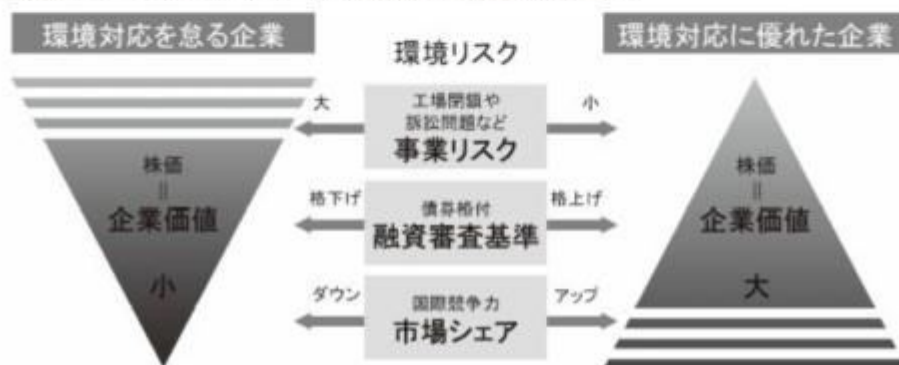 環境対応を怠る企業
環境リスク
環境対応に優れた企業
大
工場閉鎖や
訴訟問題など
事業リスク
小
株価
=
企業価値
小
格下げ
債券格付
融資審査基準
格上げ
ダウン
国際競争力
市場シェア
アップ
株価
=
企業価値
大